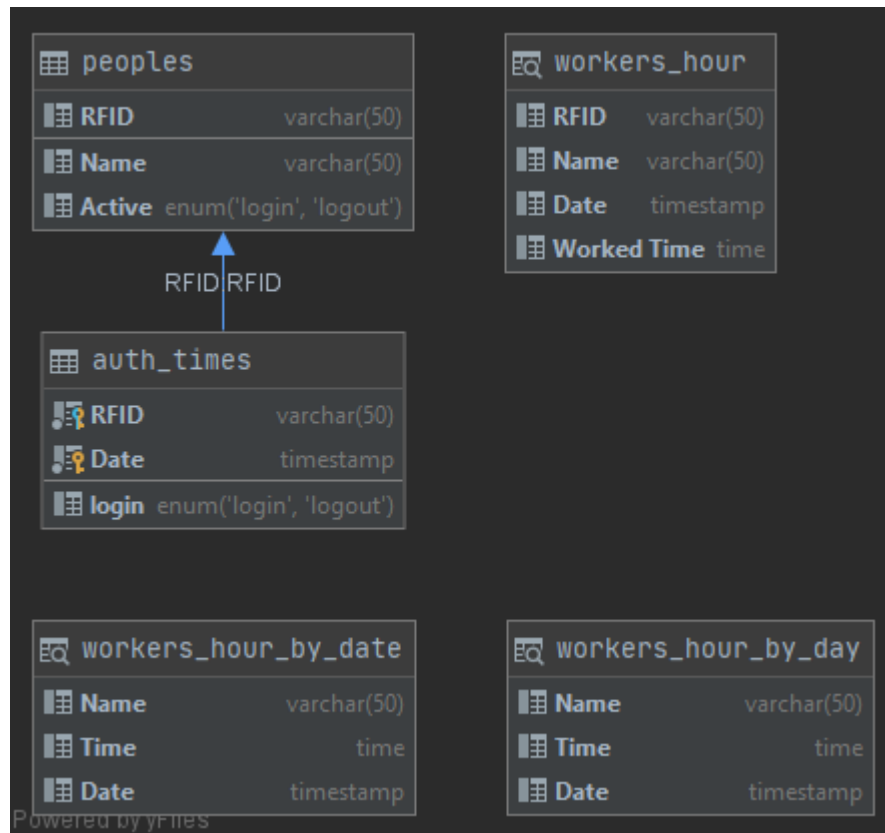 peoples
RFID varchar(50)
Name varchar(50)
Active enum('login', 'logout')
RFID:RFID
auth_times
RFID varchar(50)
Date timestamp
login enum('login', 'logout')
workers_hour
RFID varchar(50)
Name varchar(50)
Date timestamp
Worked Time time
workers_hour_by_date
Name varchar(50)
Time time
Date timestamp
workers_hour_by_day
Name varchar(50)
Time time
Date timestamp
Powered by yFiles